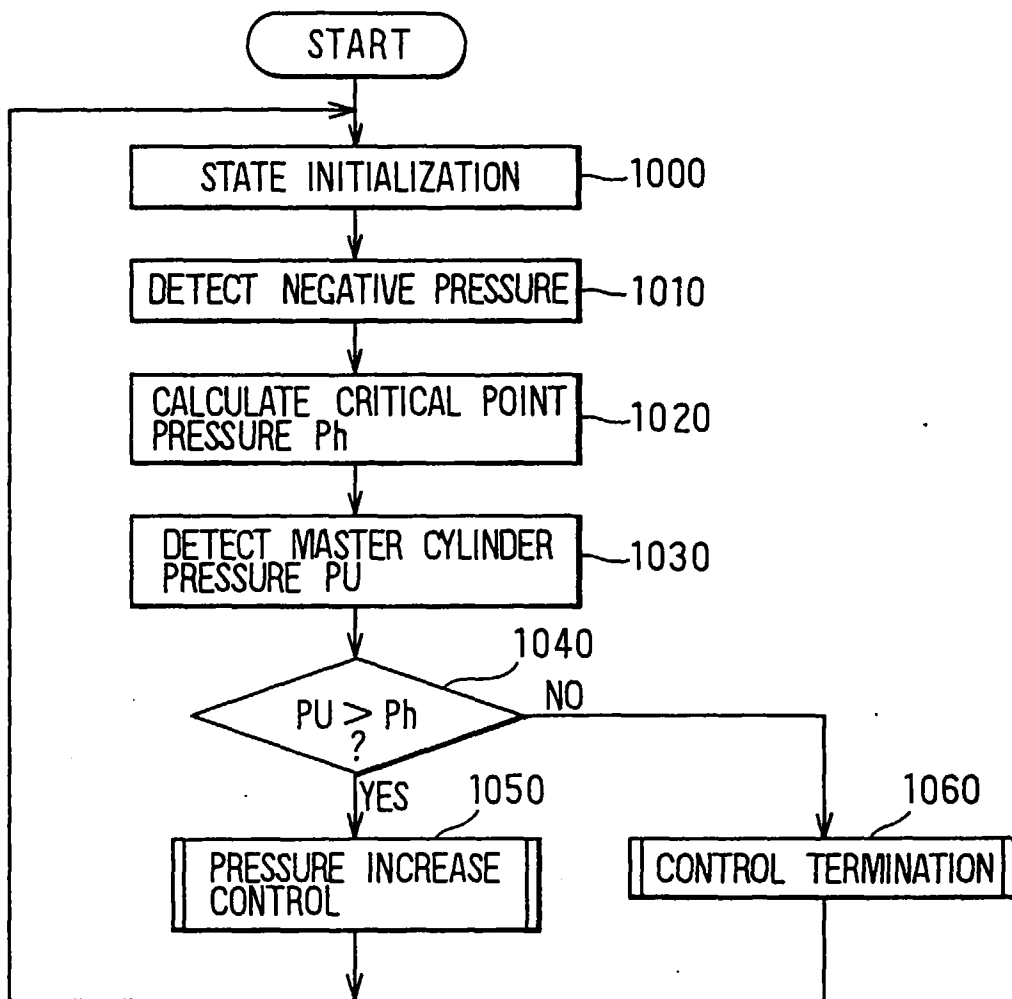 START
STATE INITIALIZATION
1000
DETECT NEGATIVE PRESSURE
1010
CALCULATE CRITICAL POINT
PRESSURE Ph
1020
DETECT MASTER CYLINDER
PRESSURE PU
1030
1040
PU > Ph
?
NO
YES
1050
PRESSURE INCREASE
CONTROL
1060
CONTROL TERMINATION